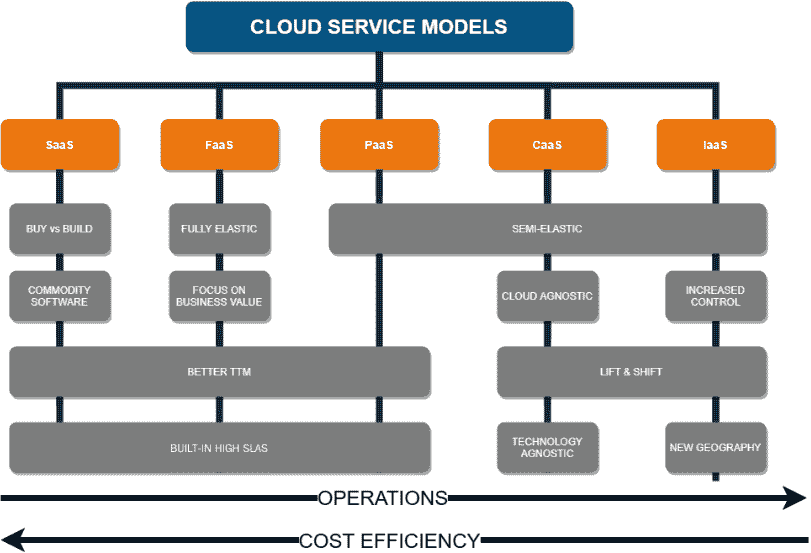 CLOUD SERVICE MODELS
SaaS
FaaS
PaaS
CaaS
IaaS
BUY vs BUILD
FULLY ELASTIC
SEMI-ELASTIC
COMMODITY
SOFTWARE
FOCUS ON
BUSINESS VALUE
CLOUD AGNOSTIC
INCREASED
CONTROL
BETTER TTM
LIFT & SHIFT
BUILT-IN HIGH SLAS
TECHNOLOGY
AGNOSTIC
NEW GEOGRAPHY
OPERATIONS
COST EFFICIENCY